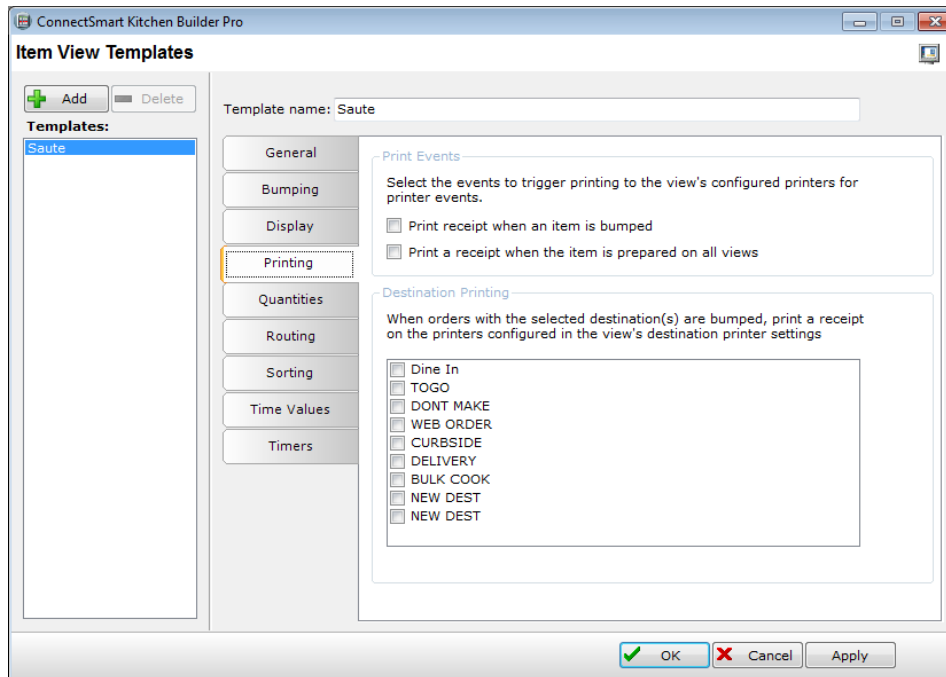 ConnectSmart Kitchen Builder Pro
Item View Templates
Add
Delete
Templates:
Saute
Template name: Saute
General
Bumping
Display
Printing
Quantities
Routing
Sorting
Time Values
Timers
Print Events
Select the events to trigger printing to the view's configured printers for
printer events.
Print receipt when an item is bumped
Print a receipt when the item is prepared on all views
Destination Printing
When orders with the selected destination(s) are bumped, print a receipt
on the printers configured in the view's destination printer settings
Dine In
TOGO
DONT MAKE
WEB ORDER
CURBSIDE
DELIVERY
BULK COOK
NEW DEST
NEW DEST
OK
Cancel
Apply